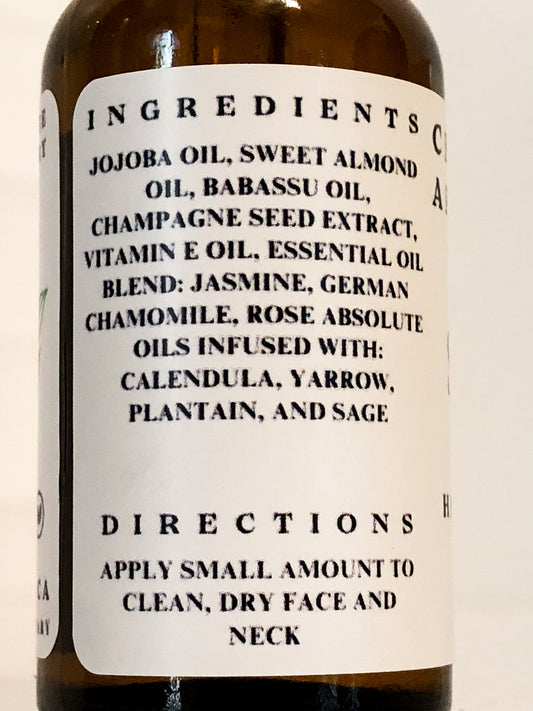 INGREDIENTS
JOJOBA OIL, SWEET ALMOND
OIL, BABASSU OIL,
CHAMPAGNE SEED EXTRACT,
VITAMIN E OIL, ESSENTIAL OIL
BLEND: JASMINE, GERMAN
CHAMOMILE, ROSE ABSOLUTE
OILS INFUSED WITH:
CALENDULA, YARROW,
PLANTAIN, AND SAGE
DIRECTIONS
APPLY SMALL AMOUNT TO
CLEAN, DRY FACE AND
NECK